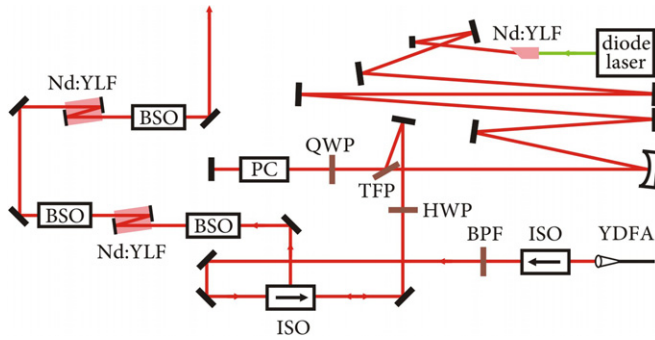 Nd:YLF
diode
laser
Nd:YLF
BSO
QWP
PC
TFP
HWP
BSO
BSO
Nd:YLF
BPF
ISO
YDFA
ISO